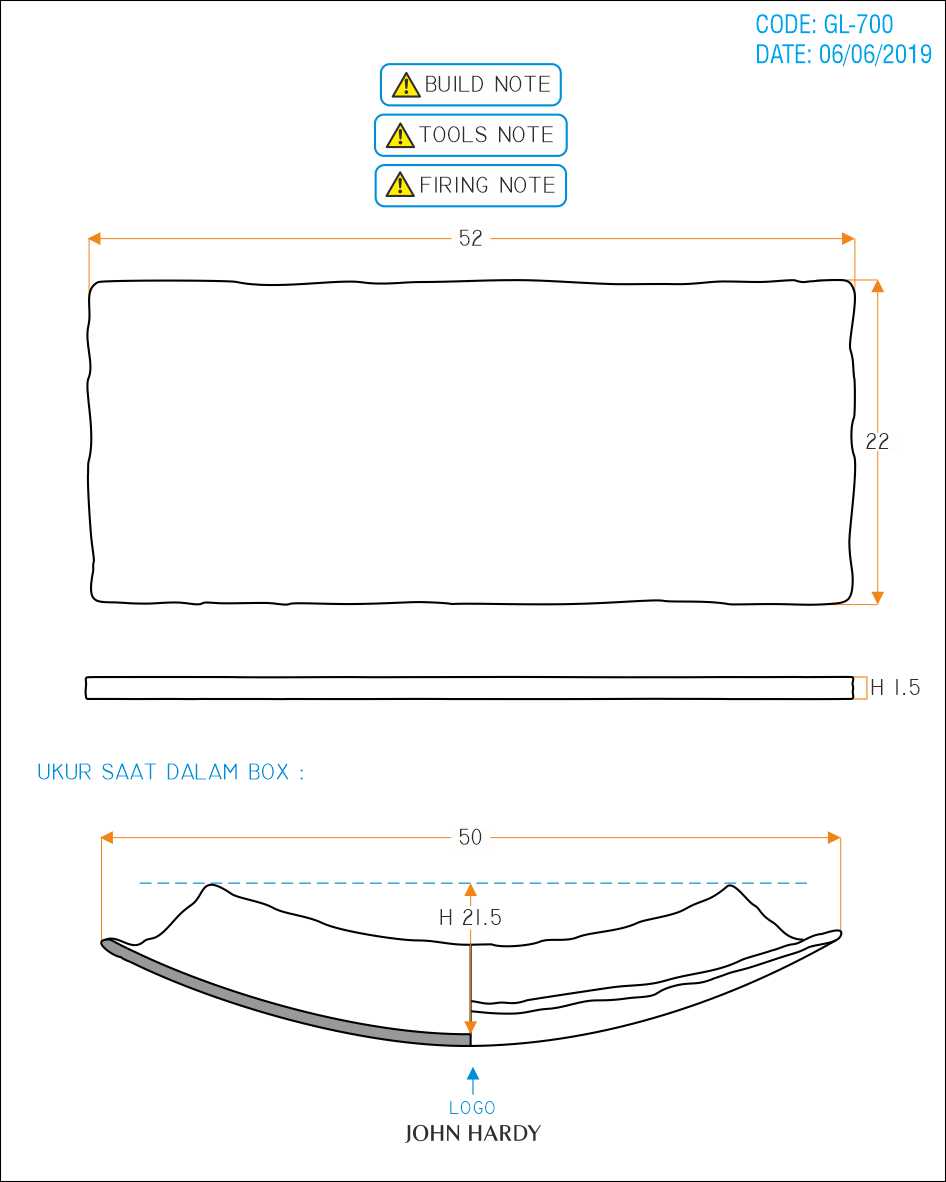 CODE: GL-700
DATE: 06/06/2019
BUILD NOTE
TOOLS NOTE
FIRING NOTE
52
22
H 1.5
UKUR SAAT DALAM BOX :
50
H 21.5
LOGO
JOHN HARDY